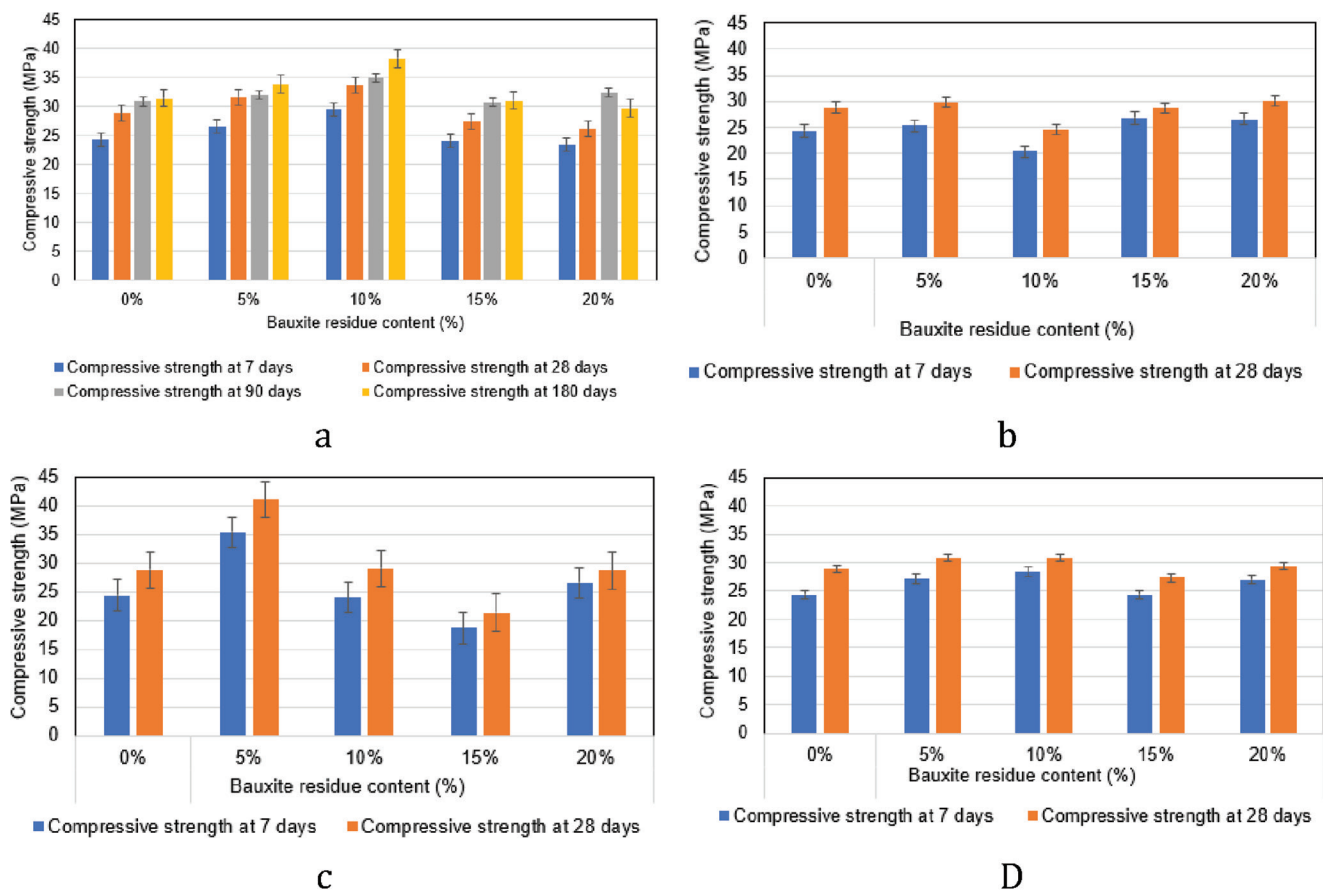 Compressive strength (MPa)
45
40
35
30
25
20
15
10
5
0
0% 5% 10% 15% 20%
Bauxite residue content (%)
Compressive strength at 7 days Compressive strength at 28 days
Compressive strength at 90 days Compressive strength at 180 days
a
Compressive strength (MPa)
45
40
35
30
25
20
15
10
5
0
0% 5% 10% 15% 20%
Bauxite residue content (%)
Compressive strength at 7 days Compressive strength at 28 days
b
Compressive strength (MPa)
45
40
35
30
25
20
15
10
5
0
0% 5% 10% 15% 20%
Bauxite residue content (%)
Compressive strength at 7 days Compressive strength at 28 days
c
Compressive strength (MPa)
45
40
35
30
25
20
15
10
5
0
0% 5% 10% 15% 20%
Bauxite residue content (%)
Compressive strength at 7 days Compressive strength at 28 days
D